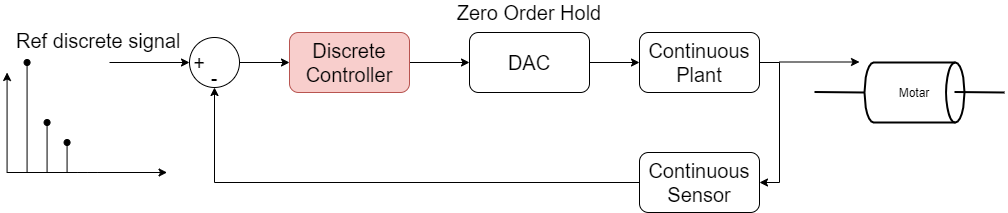 Zero Order Hold
Ref discrete signal
+
-
Discrete
Controller
DAC
Continuous
Plant
Motar
Continuous
Sensor